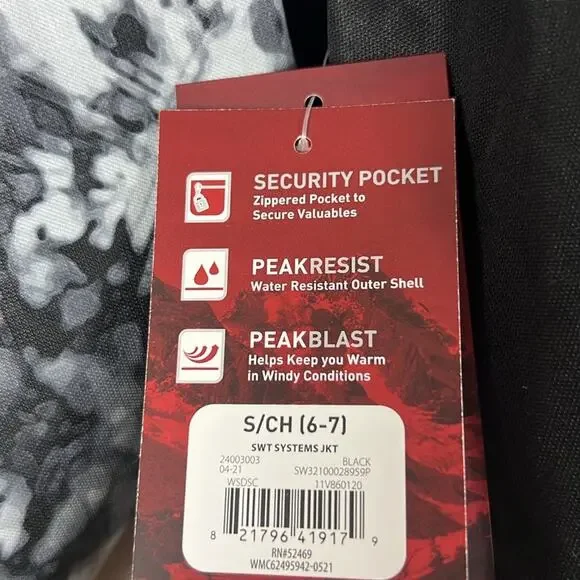 SECURITY POCKET
Zippered Pocket to
Secure Valuables
PEAKRESIST
Water Resistant Outer Shell
PEAKBLAST
Helps Keep you Warm
in Windy Conditions
S/CH (6-7)
SWT SYSTEMS JKT
24003003 BLACK
04-21 SW32100028959P
WSDSC 11V860120
8 21796 41917 9
RN#52469
WMC62495942-0521